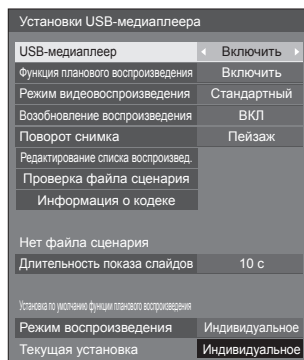 Установки USB-медиаплеера
USB-медиаплеер Включить
Функция планового воспроизведения Включить
Режим видеовоспроизведения Стандартный
Возобновление воспроизведения ВКЛ
Поворот снимка Пейзаж
Редактирование списка воспроизвед.
Проверка файла сценария
Информация о кодеке
Нет файла сценария
Длительность показа слайдов 10 с
Установка по умолчанию функции планового воспроизведения
Режим воспроизведения Индивидуальное
Текущая установка Индивидуальное